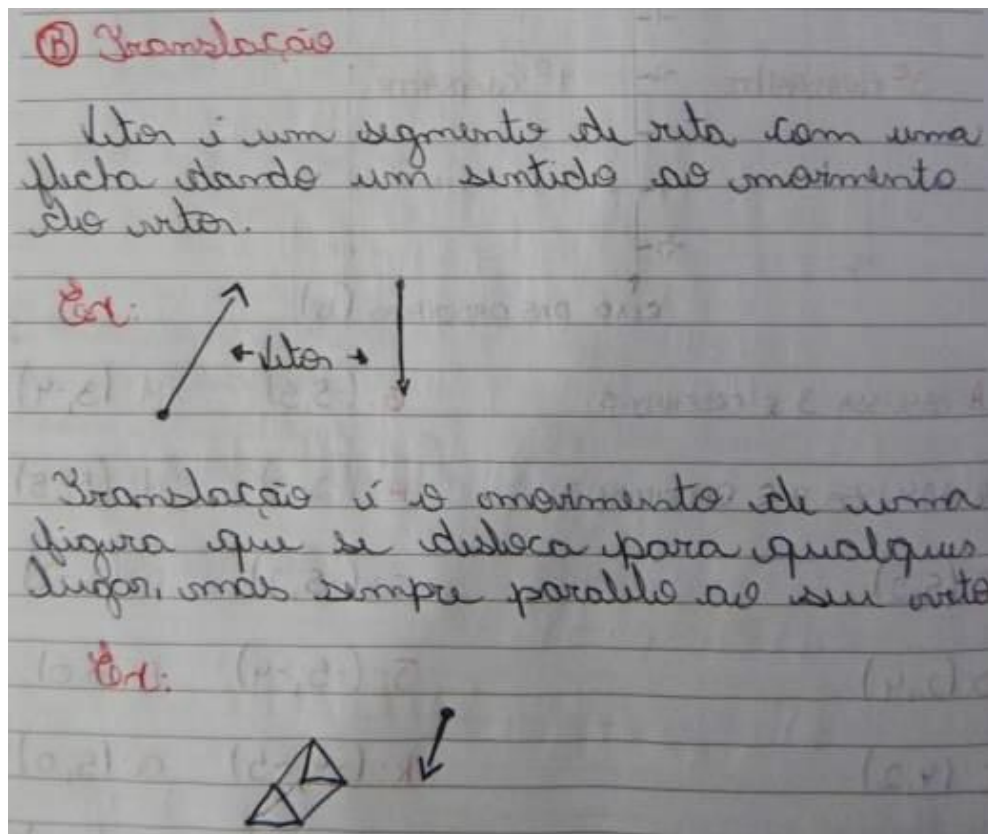 B Translação
Vetor é um segmento de reta com uma
flecha dando um sentido ao movimento
do vetor.
Ex:
Vetor
Translação é o movimento de uma
figura que se desloca para qualquer
lugar, mas sempre paralelo ao seu veto
Ex: